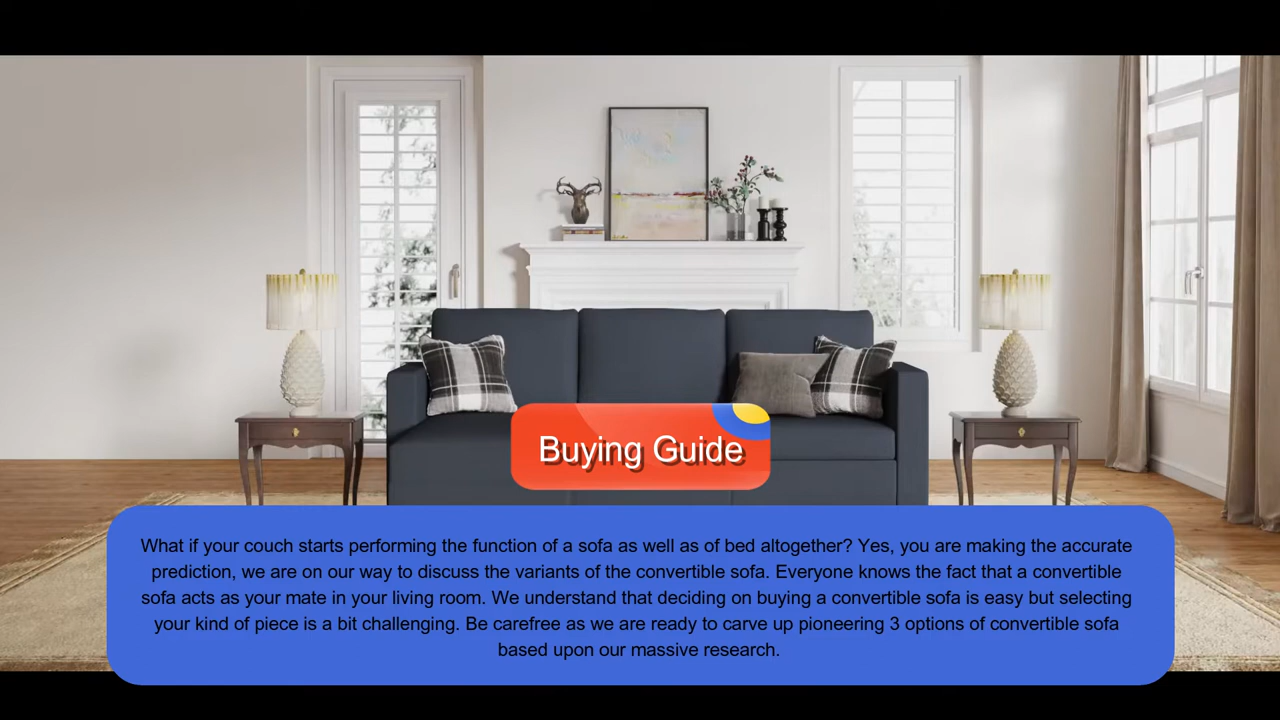 Buying Guide
What if your couch starts performing the function of a sofa as well as of bed altogether? Yes, you are making the accurate
prediction, we are on our way to discuss the variants of the convertible sofa. Everyone knows the fact that a convertible
sofa acts as your mate in your living room. We understand that deciding on buying a convertible sofa is easy but selecting
your kind of piece is a bit challenging. Be carefree as we are ready to carve up pioneering 3 options of convertible sofa
based upon our massive research.